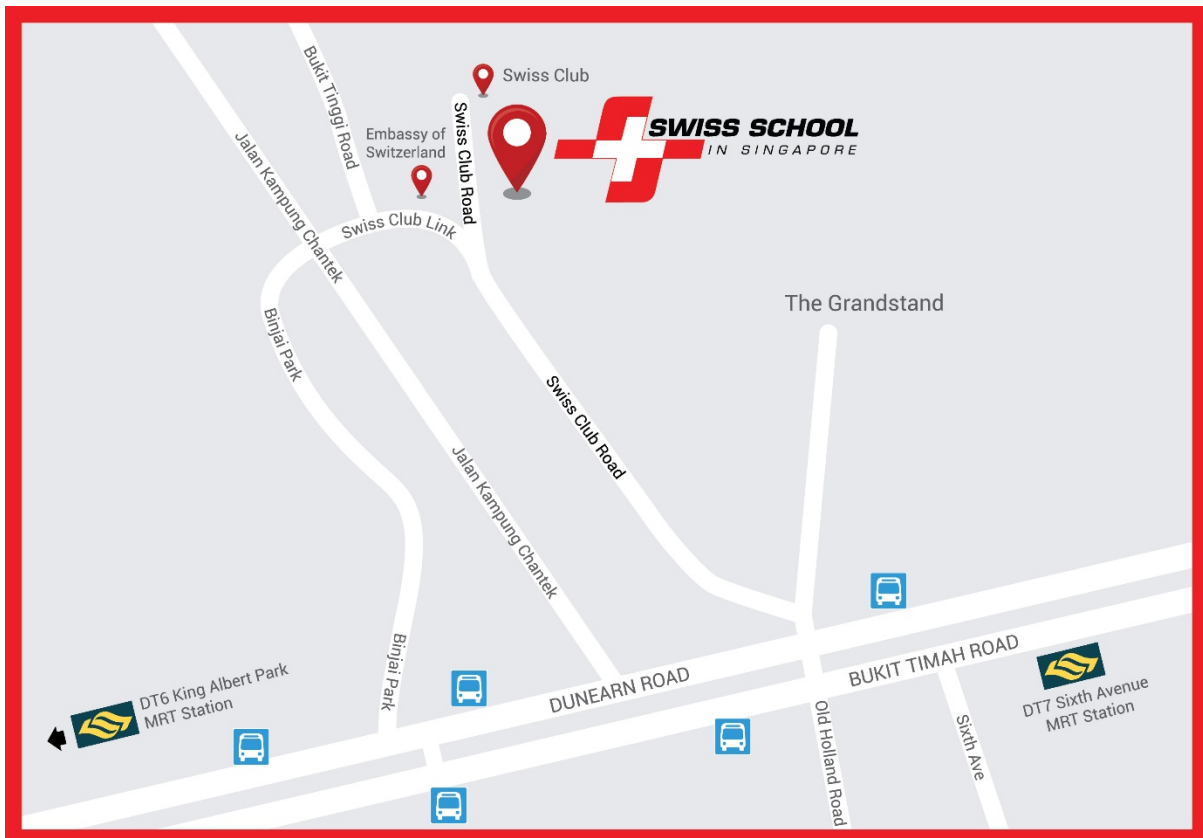 Swiss Club
SWISS SCHOOL
IN SINGAPORE
Bukit Tinggi Road
Embassy of
Switzerland
Swiss Club Road
Jalan Kampung Chantek
Swiss Club Link
Binjai Park
The Grandstand
Swiss Club Road
Jalan Kampung Chantek
Binjai Park
DT6 King Albert Park
MRT Station
DUNEARN ROAD
BUKIT TIMAH ROAD
DT7 Sixth Avenue
MRT Station
Old Holland Road
Sixth Ave